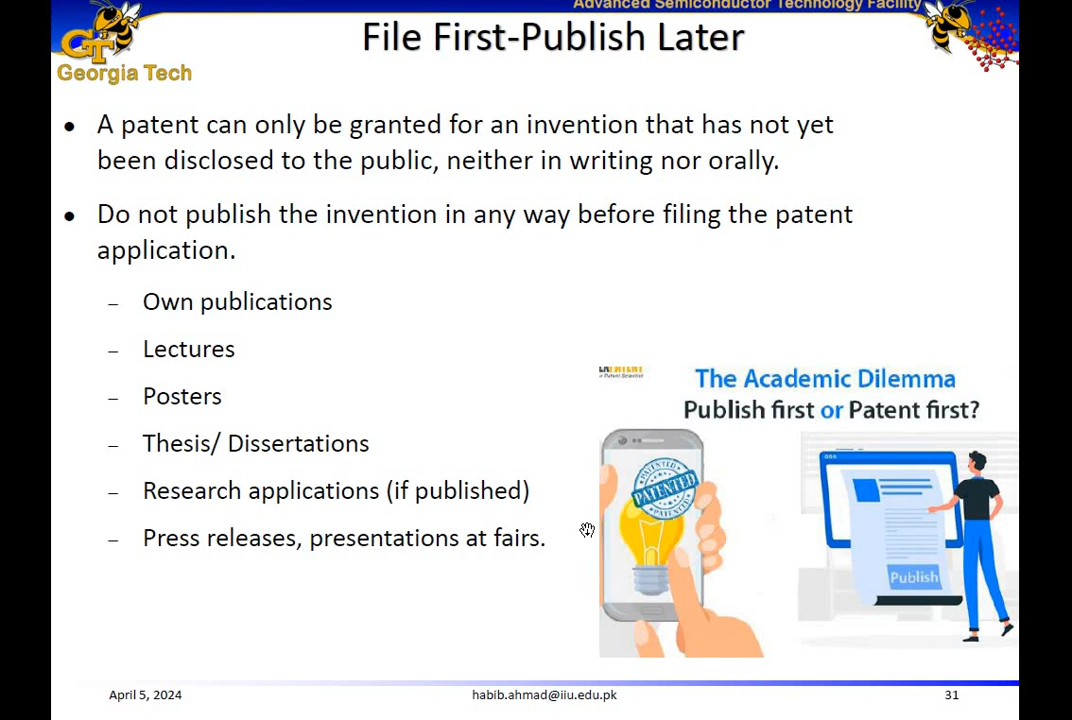 Advanced Semiconductor Technology Facility
File First-Publish Later
GT
Georgia Tech
• A patent can only be granted for an invention that has not yet
been disclosed to the public, neither in writing nor orally.
• Do not publish the invention in any way before filing the patent
application.
– Own publications
– Lectures
– Posters
– Thesis/ Dissertations
– Research applications (if published)
– Press releases, presentations at fairs.
The Academic Dilemma
Publish first or Patent first?
PATENTED
PATENTED
PATENTED
Publish
April 5, 2024
habib.ahmad@iiu.edu.pk
31